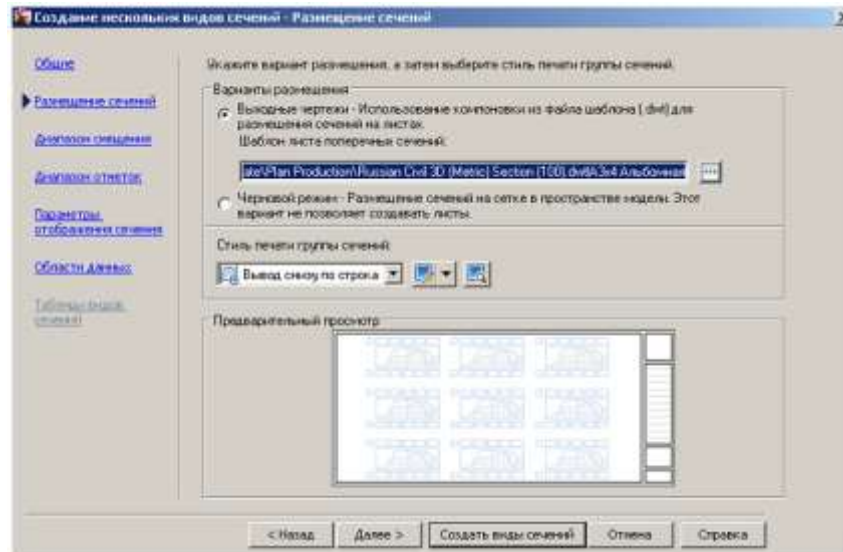 Создание нескольких видов сечений - Размещение сечений
Общие
Размещение сечений
Диапазон смещения
Диапазон отметок
Параметры
отображения сечения
Области данных
Таблицы видов
сечений
Укажите вариант размещения, а затем выберите стиль печати группы сечений.
Варианты размещения
Выходные чертежи - Использование компоновки из файла шаблона (.dwt) для
размещения сечений на листах.
Шаблон листа поперечных сечений:
ate\Plan Production\Russian Civil 3D (Metric) Section (100).dwt\A3x4 Альбомная
Черновой режим - Размещение сечений на сетке в пространстве модели. Этот
вариант не позволяет создавать листы.
Стиль печати группы сечений:
Вывод снизу по строка
Предварительный просмотр
< Назад
Далее >
Создать виды сечений
Отмена
Справка